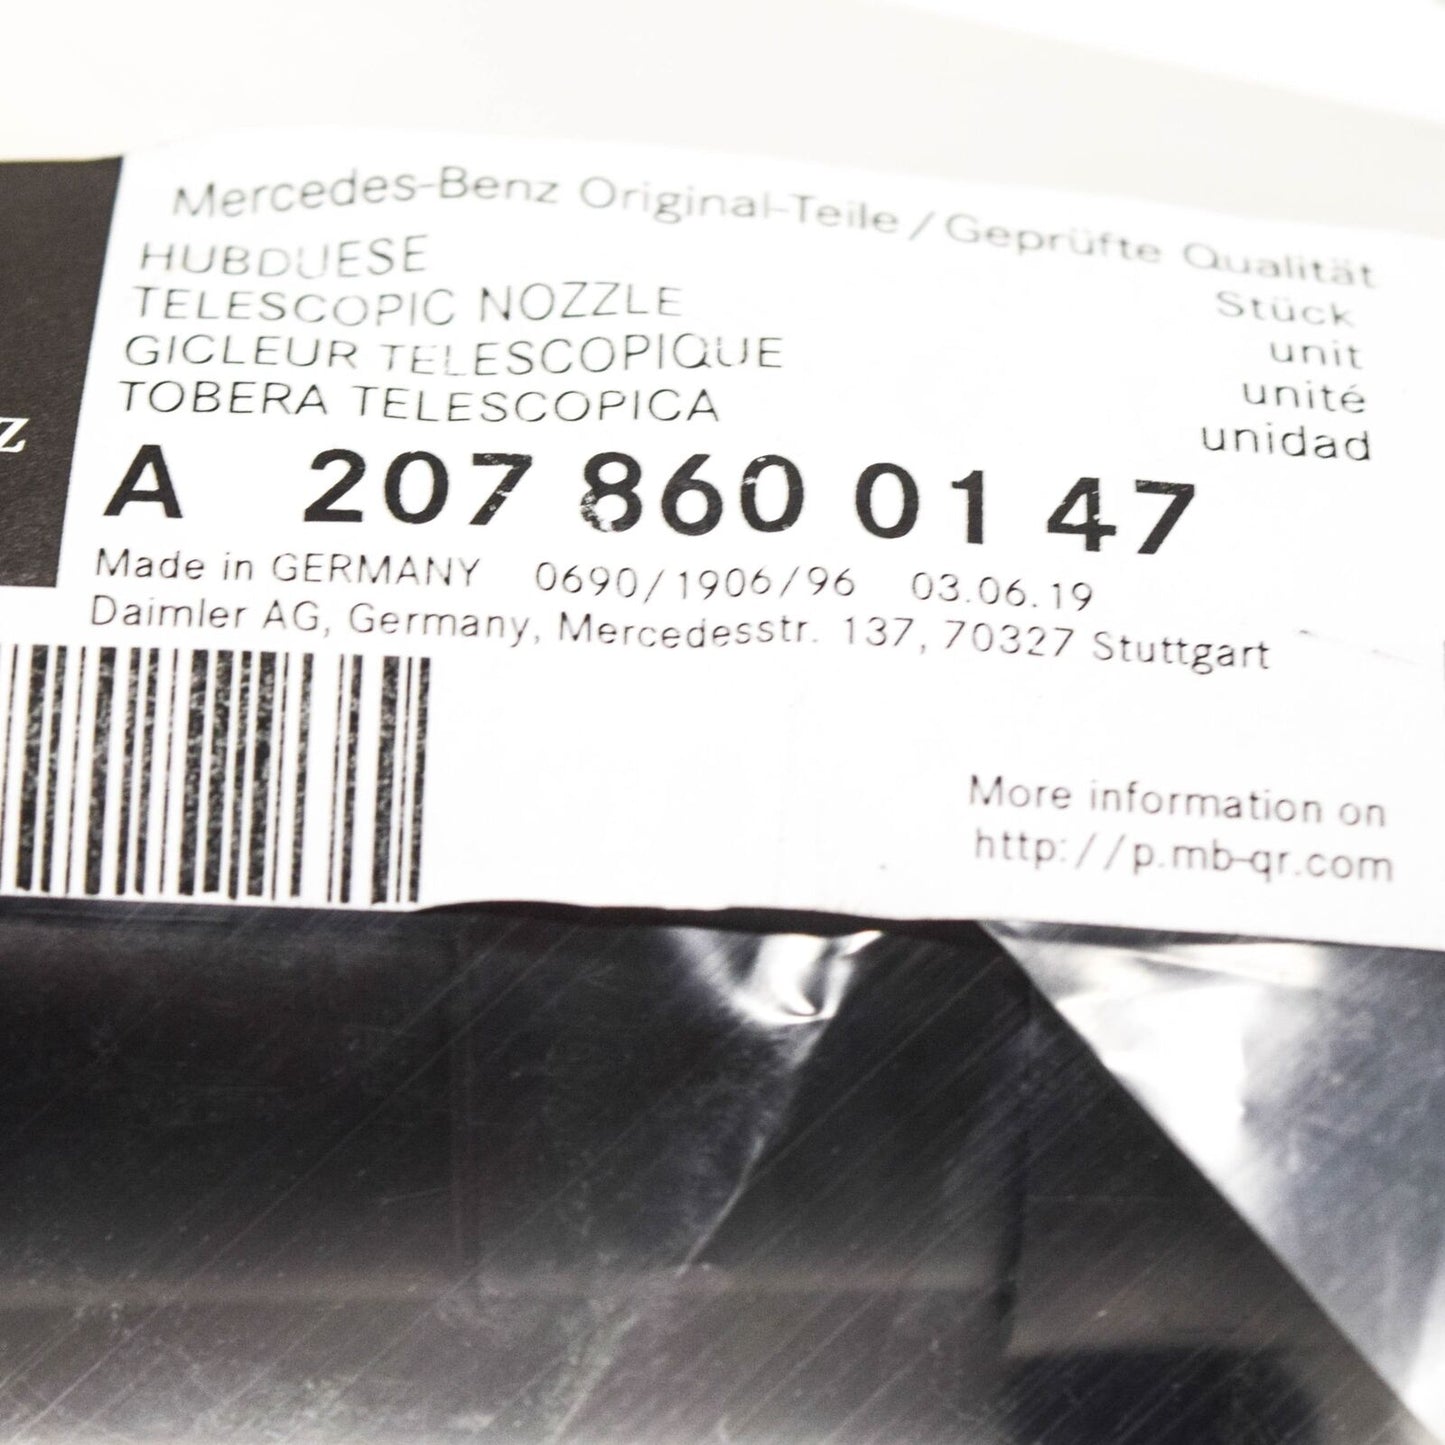 Mercedes-Benz Original-Teile / Geprüfte Qualität
HUBDUESE Stück
TELESCOPIC NOZZLE unit
GICLEUR TELESCOPIQUE unité
TOBERA TELESCOPICA unidad
z
A 207 860 01 47
Made in GERMANY 0690/1906/96 03.06.19
Daimler AG, Germany, Mercedesstr. 137, 70327 Stuttgart
More information on
http://p.mb-qr.com